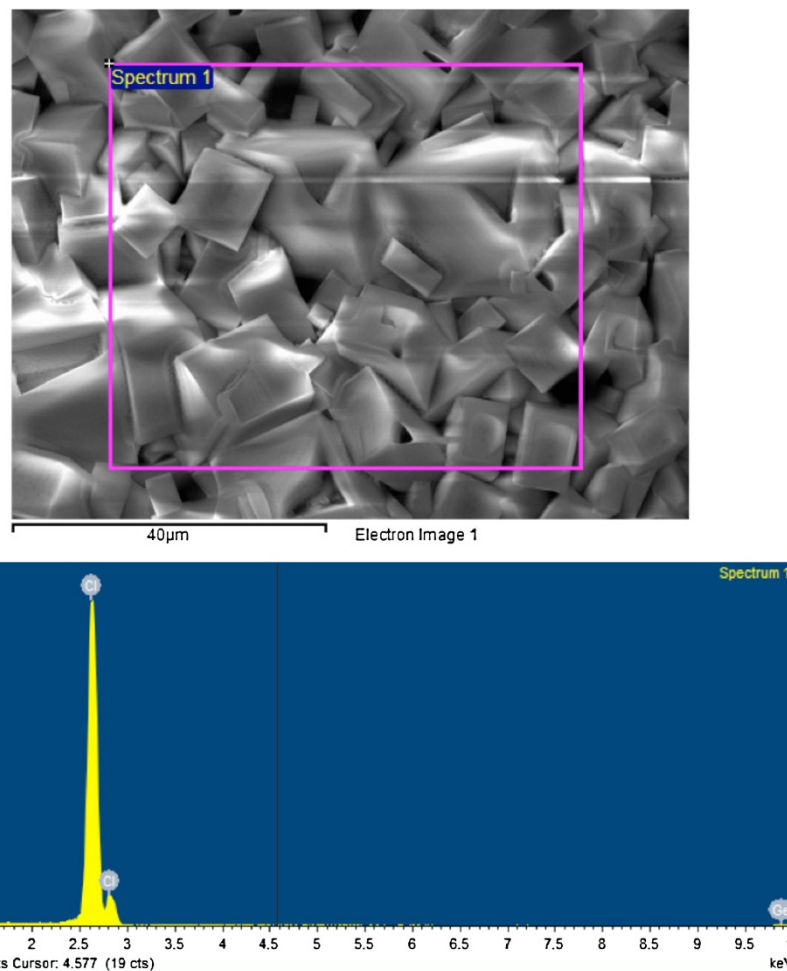 Spectrum 1
40µm
Electron Image 1
Spectrum 1
Cl
Cl
Ge
2 2.5 3 3.5 4 4.5 5 5.5 6 6.5 7 7.5 8 8.5 9 9.5
Cursor: 4.577 (19 cts)
keV